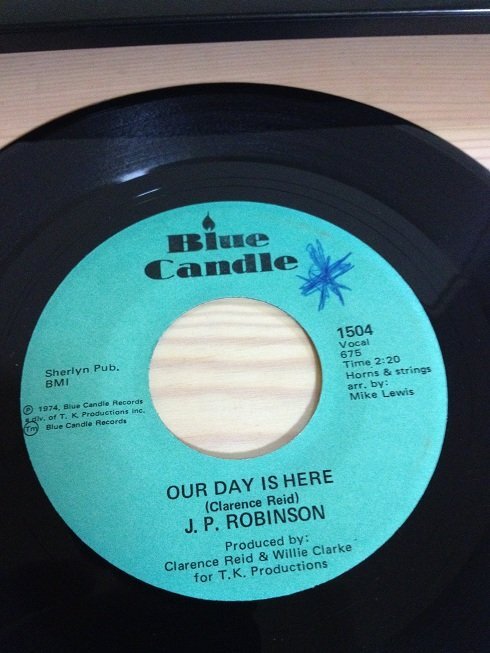 Blue
Candle
1504
Vocal
675
Time 2:20
Horns & strings
arr. by:
Mike Lewis
Sherlyn Pub.
BMI
Ⓟ 1974, Blue Candle Records
a div. of T. K. Productions inc.
Tm Blue Candle Records
OUR DAY IS HERE
(Clarence Reid)
J. P. ROBINSON
Produced by:
Clarence Reid & Willie Clarke
for T.K. Productions